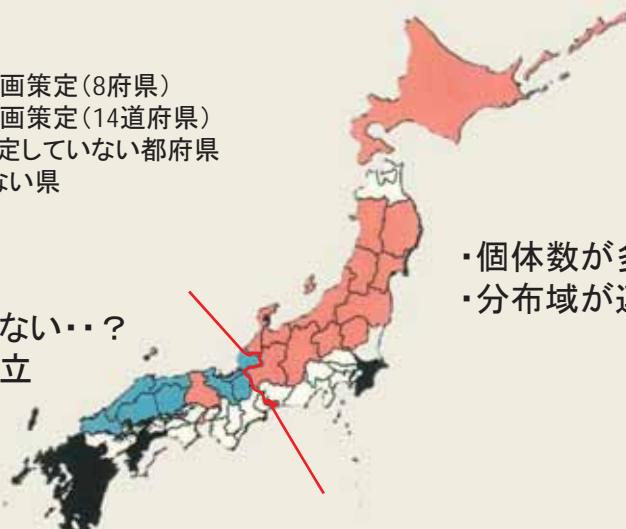 画策定(8府県)
画策定(14道府県)
定していない都府県
ない県
・個体数が多
・分布域が連
ない・・?
立